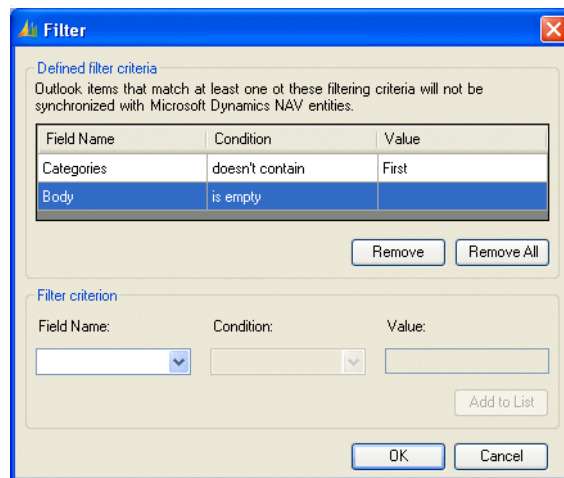 Filter
Defined filter criteria
Outlook items that match at least one ot these filtering criteria will not be
synchronized with Microsoft Dynamics NAV entities.
Field Name Condition Value
Categories doesn't contain First
Body is empty
Remove Remove All
Filter criterion
Field Name: Condition: Value:
Add to List
OK Cancel